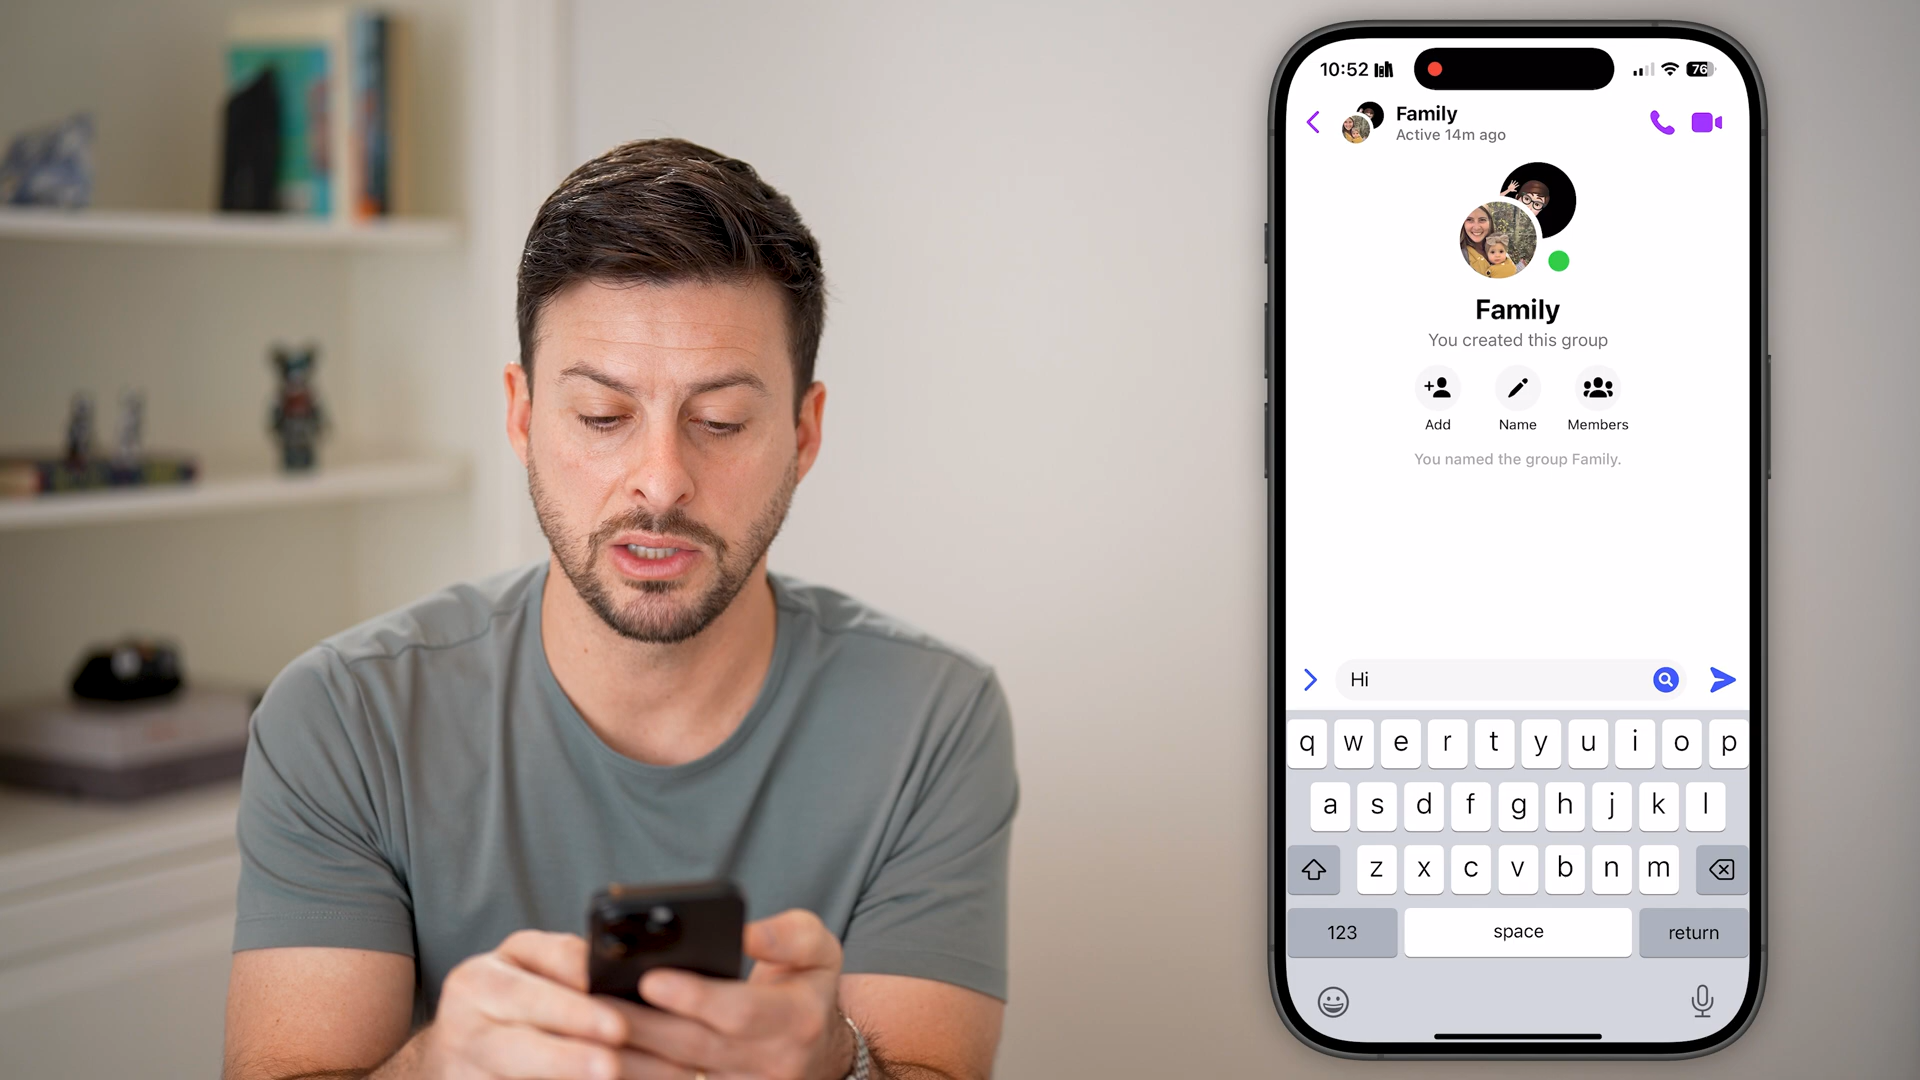 10:52
76
Family
Active 14m ago
Family
You created this group
Add Name Members
You named the group Family.
Hi
q w e r t y u i o p
a s d f g h j k l
z x c v b n m
123 space return